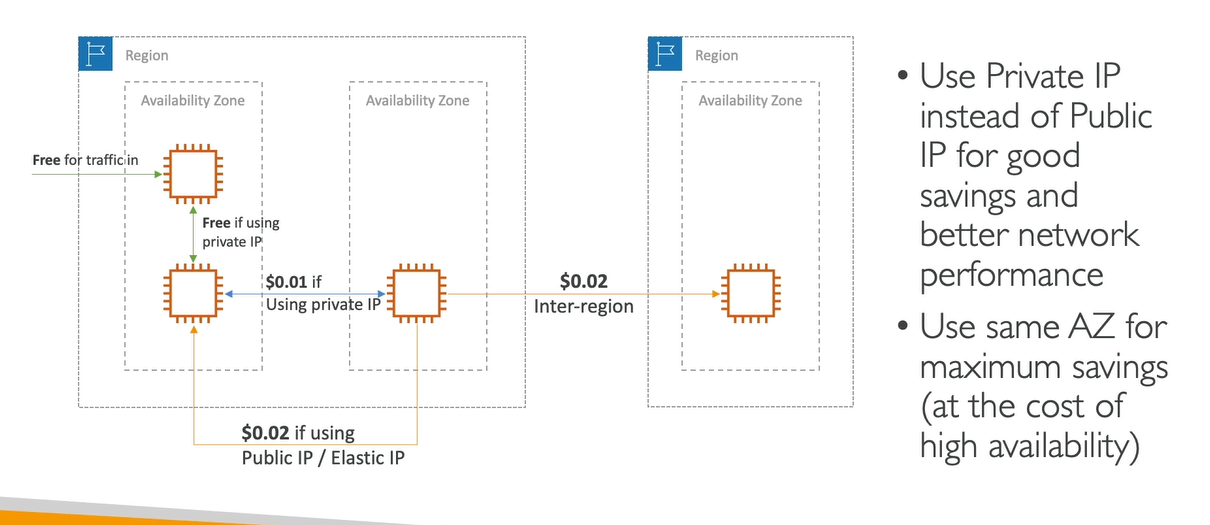 Region
Availability Zone
Availability Zone
Free for traffic in
Free if using
private IP
$0.01 if
Using private IP
$0.02 if using
Public IP / Elastic IP
$0.02
Inter-region
Region
Availability Zone
• Use Private IP
instead of Public
IP for good
savings and
better network
performance
• Use same AZ for
maximum savings
(at the cost of
high availability)